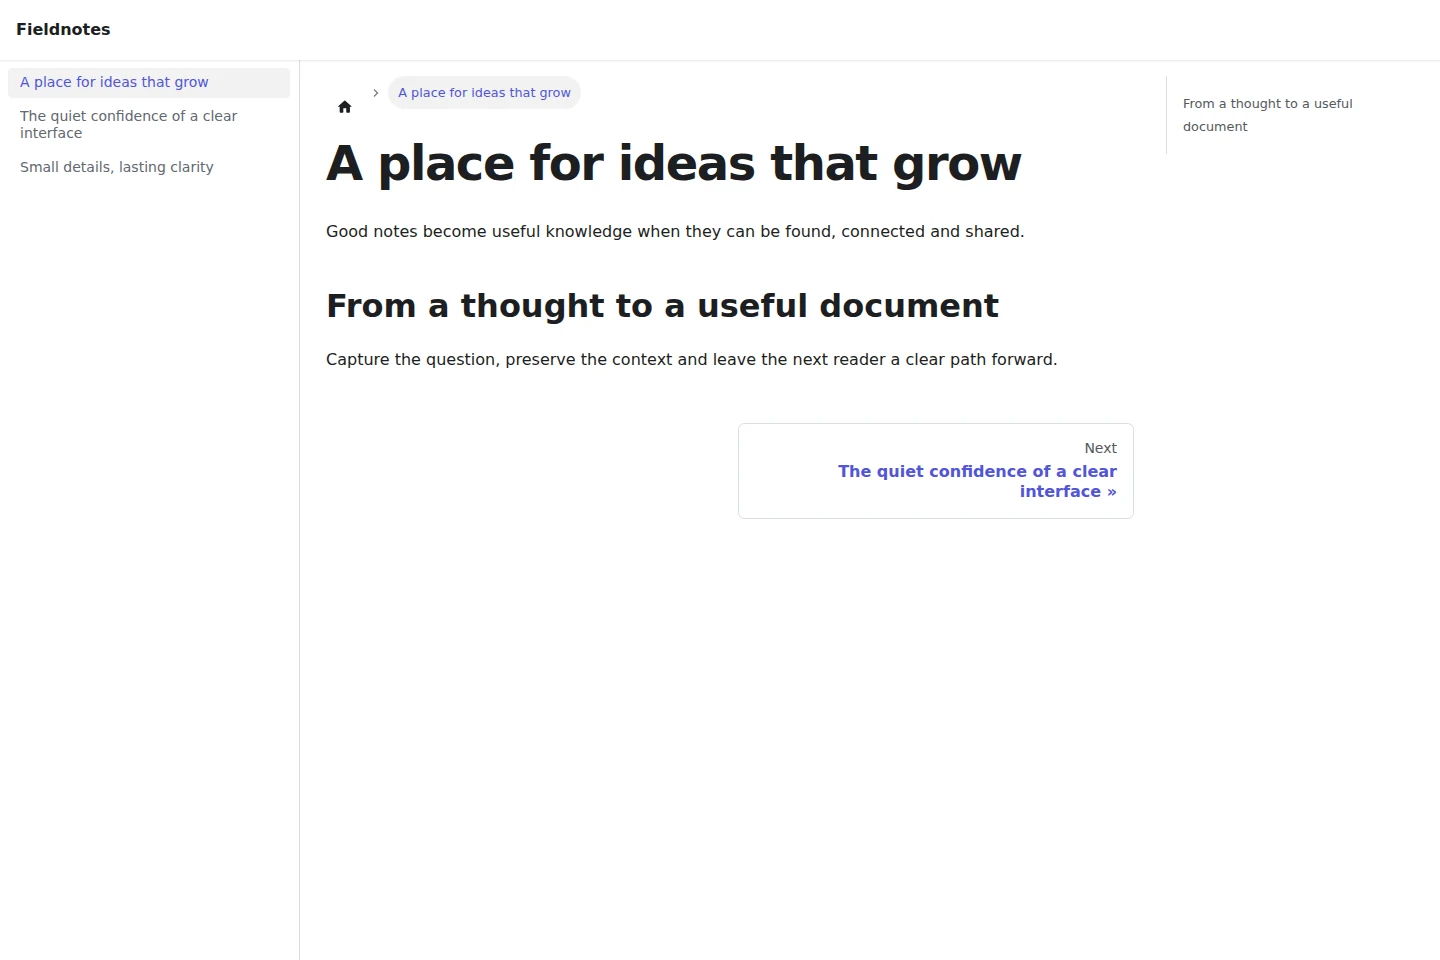 Fieldnotes
A place for ideas that grow
The quiet confidence of a clear
interface
Small details, lasting clarity
A place for ideas that grow
A place for ideas that grow
Good notes become useful knowledge when they can be found, connected and shared.
From a thought to a useful document
Capture the question, preserve the context and leave the next reader a clear path forward.
Next
The quiet confidence of a clear
interface »
From a thought to a useful
document